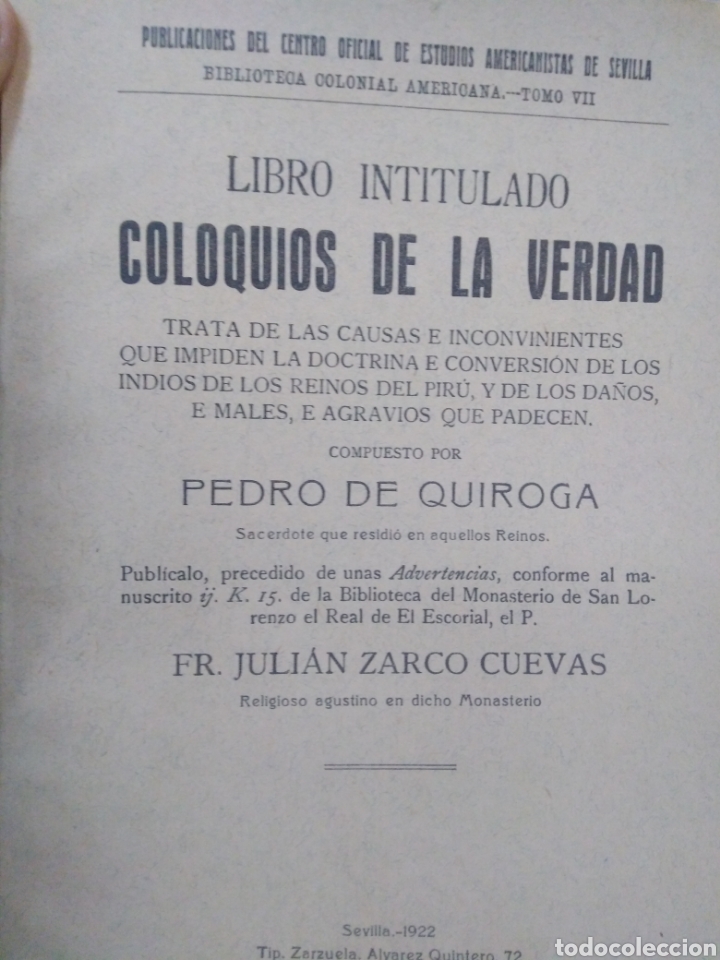 PUBLICACIONES DEL CENTRO OFICIAL DE ESTUDIOS AMERICANISTAS DE SEVILLA
BIBLIOTECA COLONIAL AMERICANA.—TOMO VII
LIBRO INTITULADO
COLOQUIOS DE LA VERDAD
TRATA DE LAS CAUSAS E INCONVINIENTES
QUE IMPIDEN LA DOCTRINA E CONVERSIÓN DE LOS
INDIOS DE LOS REINOS DEL PIRÚ, Y DE LOS DAÑOS,
E MALES, E AGRAVIOS QUE PADECEN.
COMPUESTO POR
PEDRO DE QUIROGA
Sacerdote que residió en aquellos Reinos.
Publícalo, precedido de unas Advertencias, conforme al ma-
nuscrito ij. K. 15. de la Biblioteca del Monasterio de San Lo-
renzo el Real de El Escorial, el P.
FR. JULIÁN ZARCO CUEVAS
Religioso agustino en dicho Monasterio
Sevilla.-1922
Tip. Zarzuela. Alvarez Quintero, 72
todocoleccion